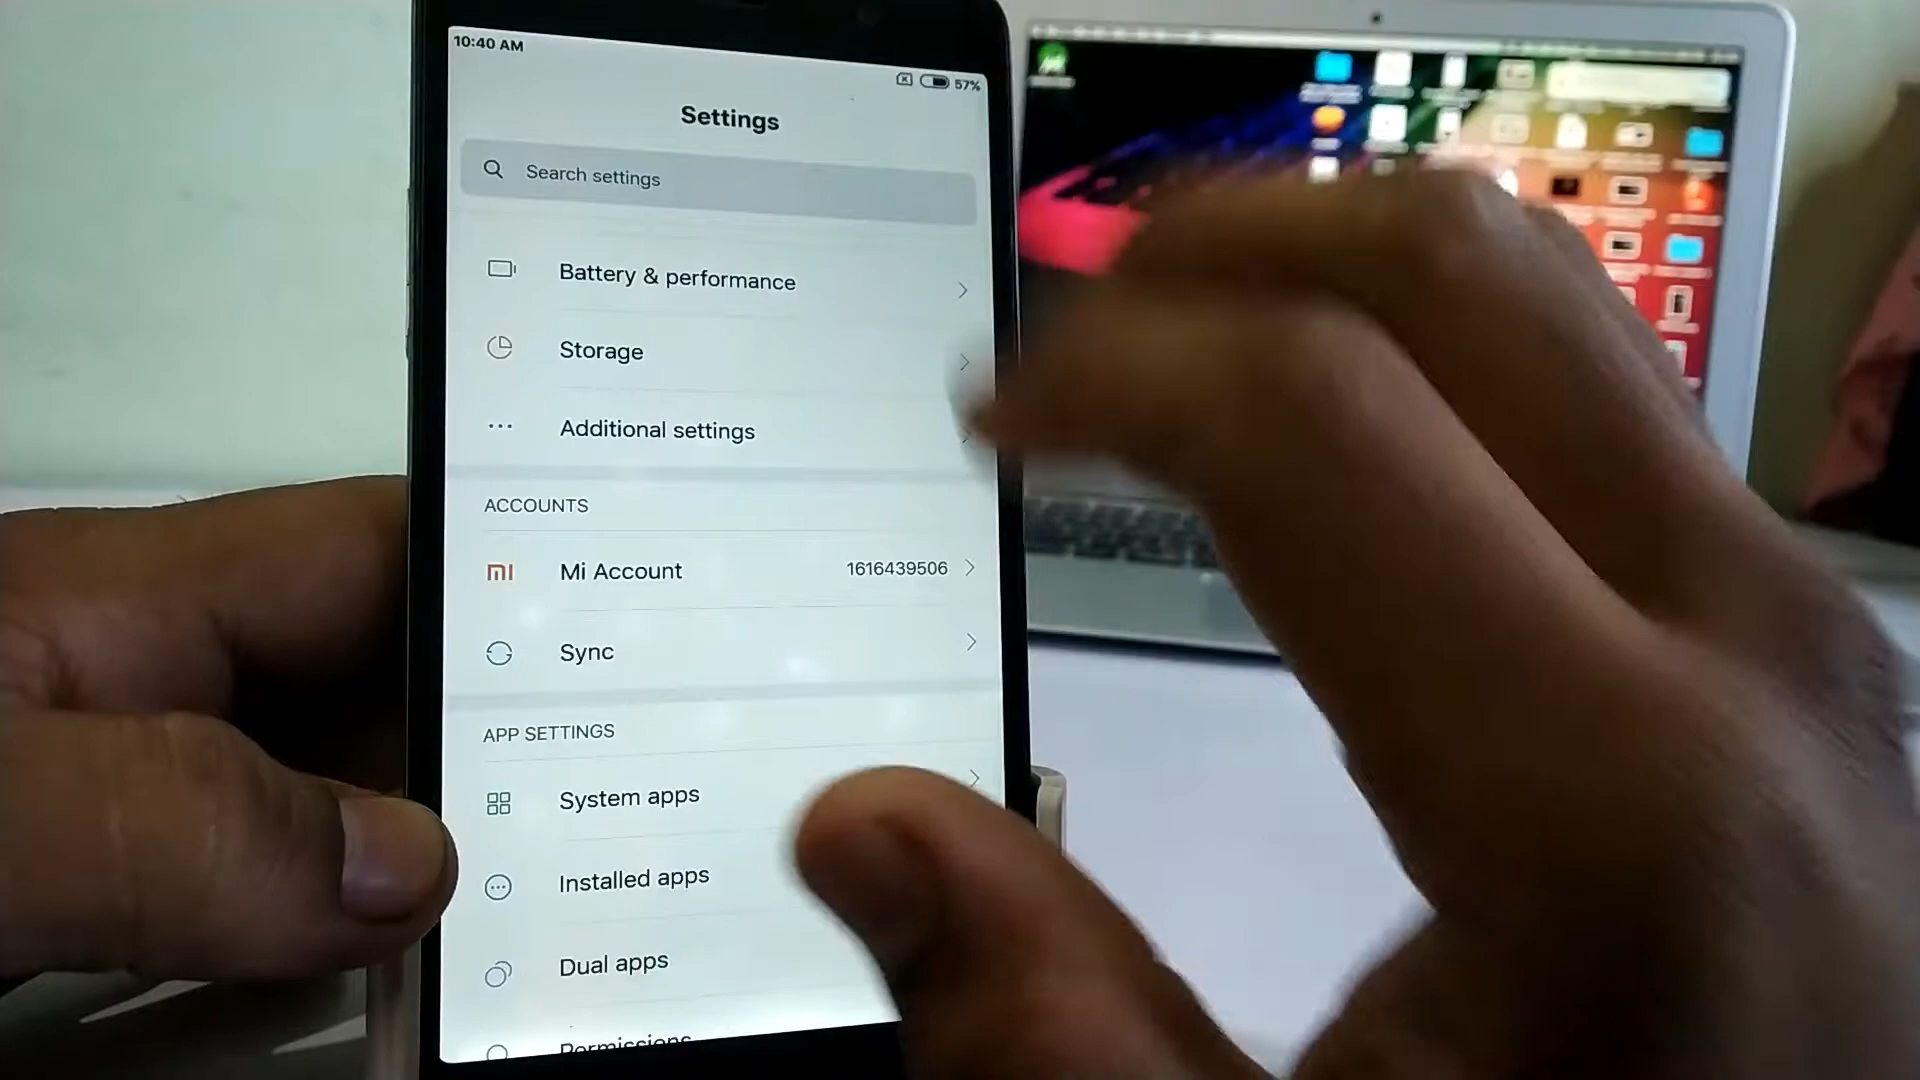 10:40 AM
57%
Settings
Search settings
Battery & performance
Storage
Additional settings
ACCOUNTS
Mi Account 1616439506
Sync
APP SETTINGS
System apps
Installed apps
Dual apps
Permissions